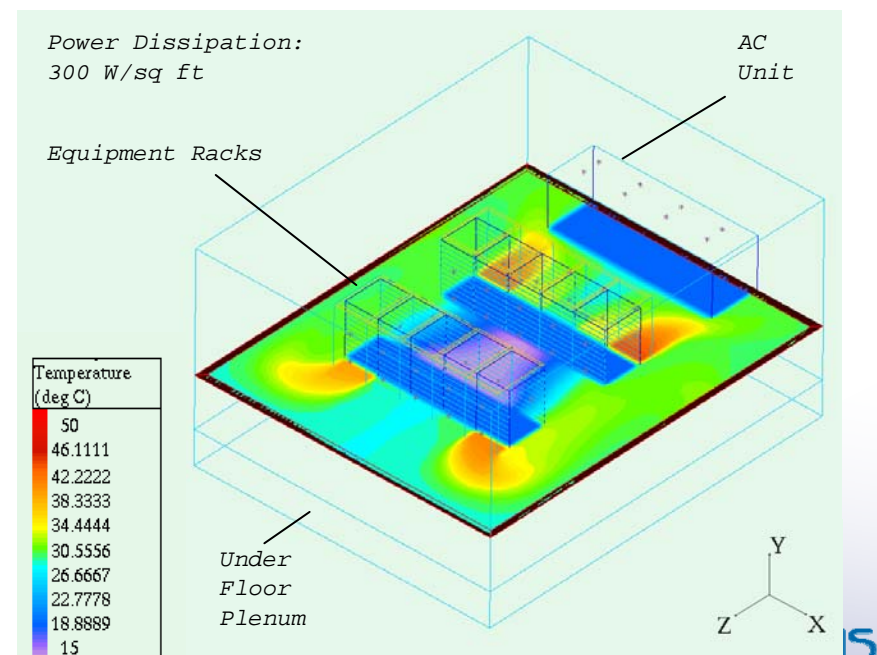 Power Dissipation:
300 W/sq ft
AC
Unit
Equipment Racks
Temperature
(deg C)
50
46.1111
42.2222
38.3333
34.4444
30.5556
26.6667
22.7778
18.8889
15
Under
Floor
Plenum
Y
Z
X